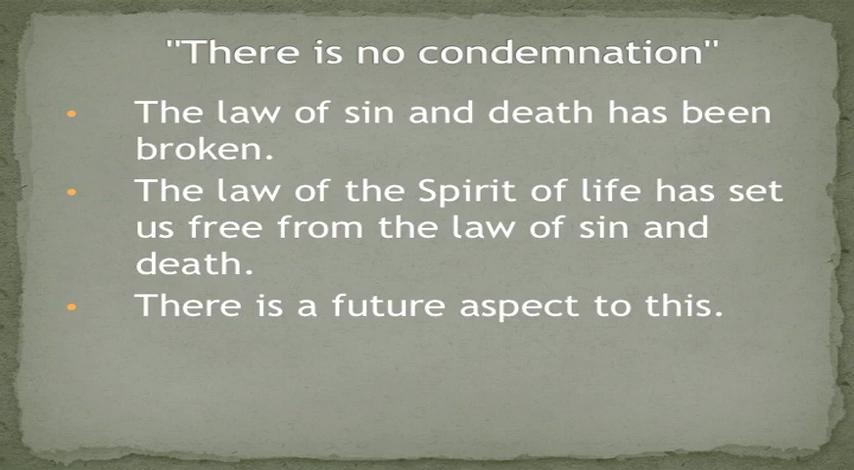 "There is no condemnation"
• The law of sin and death has been
broken.
• The law of the Spirit of life has set
us free from the law of sin and
death.
• There is a future aspect to this.